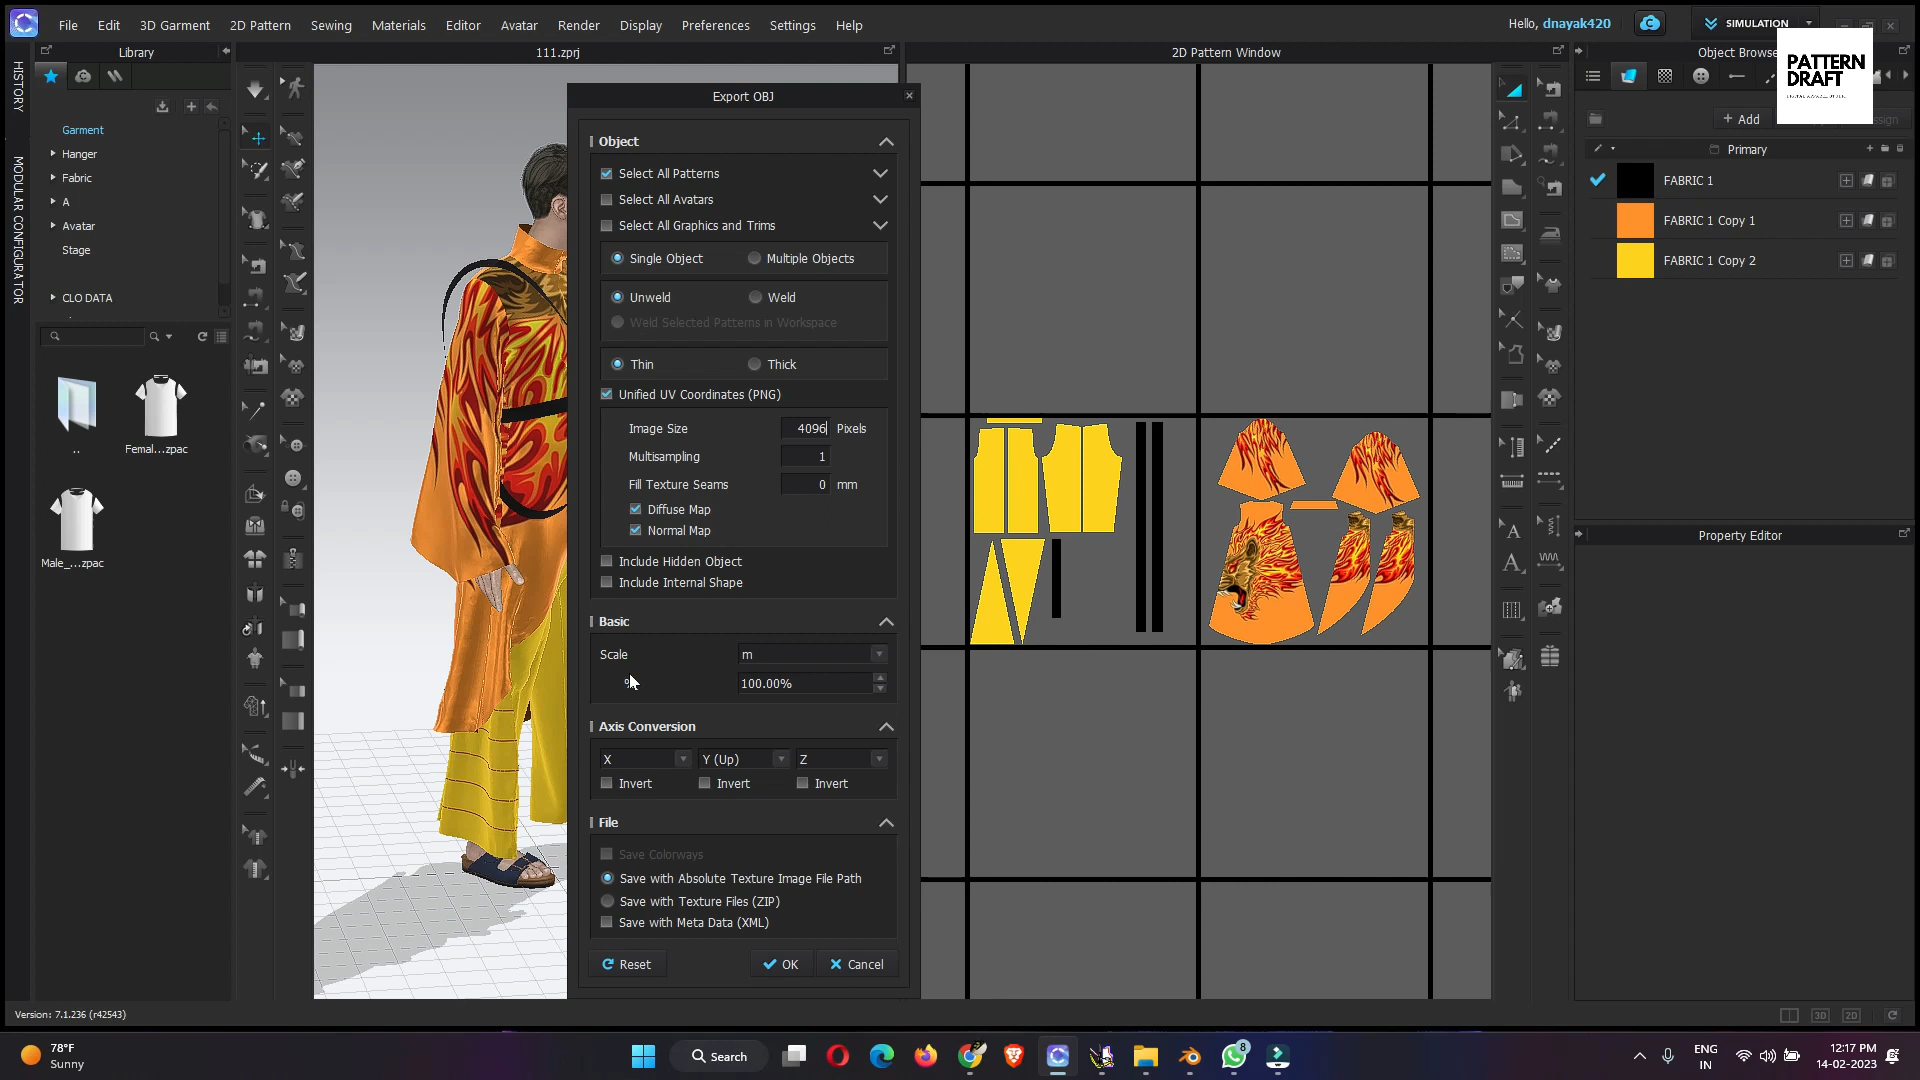 File Edit 3D Garment 2D Pattern Sewing Materials Editor Avatar Render Display Preferences Settings Help
Hello, dnayak420
SIMULATION
Library
111.zprj
2D Pattern Window
Object Browse
PATTERN
DRAFT
HISTORY
MODULAR CONFIGURATOR
Garment
Hanger
Fabric
A
Avatar
Stage
CLO DATA
..
Femal...zpac
Male_...zpac
Export OBJ
Object
Select All Patterns
Select All Avatars
Select All Graphics and Trims
Single Object Multiple Objects
Unweld Weld
Weld Selected Patterns in Workspace
Thin Thick
Unified UV Coordinates (PNG)
Image Size 4096 Pixels
Multisampling 1
Fill Texture Seams 0 mm
Diffuse Map
Normal Map
Include Hidden Object
Include Internal Shape
Basic
Scale m
% 100.00%
Axis Conversion
X Y (Up) Z
Invert Invert Invert
File
Save Colorways
Save with Absolute Texture Image File Path
Save with Texture Files (ZIP)
Save with Meta Data (XML)
Reset OK Cancel
+ Add
Primary
FABRIC 1
FABRIC 1 Copy 1
FABRIC 1 Copy 2
Property Editor
Version: 7.1.236 (r42543)
3D 2D
78°F
Sunny
Search
8
ENG
IN
12:17 PM
14-02-2023